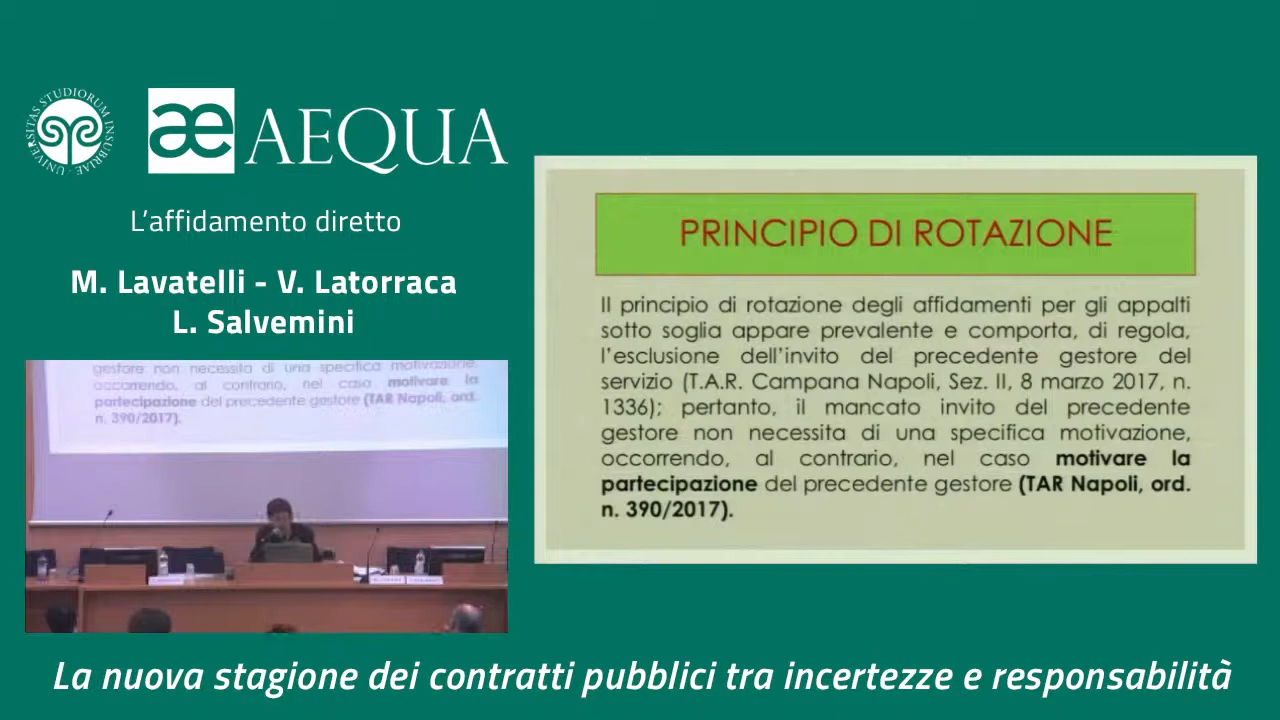 UNIVERSITAS STUDIORUM INSUBRIAE
æ AEQUA
L'affidamento diretto
M. Lavatelli - V. Latorraca
L. Salvemini
gestore non necessita di una specifica motivazione,
occorrendo, al contrario, nel caso motivare la
partecipazione del precedente gestore (TAR Napoli, ord.
n. 390/2017).
PRINCIPIO DI ROTAZIONE
Il principio di rotazione degli affidamenti per gli appalti
sotto soglia appare prevalente e comporta, di regola,
l'esclusione dell'invito del precedente gestore del
servizio (T.A.R. Campana Napoli, Sez. II, 8 marzo 2017, n.
1336); pertanto, il mancato invito del precedente
gestore non necessita di una specifica motivazione,
occorrendo, al contrario, nel caso motivare la
partecipazione del precedente gestore (TAR Napoli, ord.
n. 390/2017).
La nuova stagione dei contratti pubblici tra incertezze e responsabilità